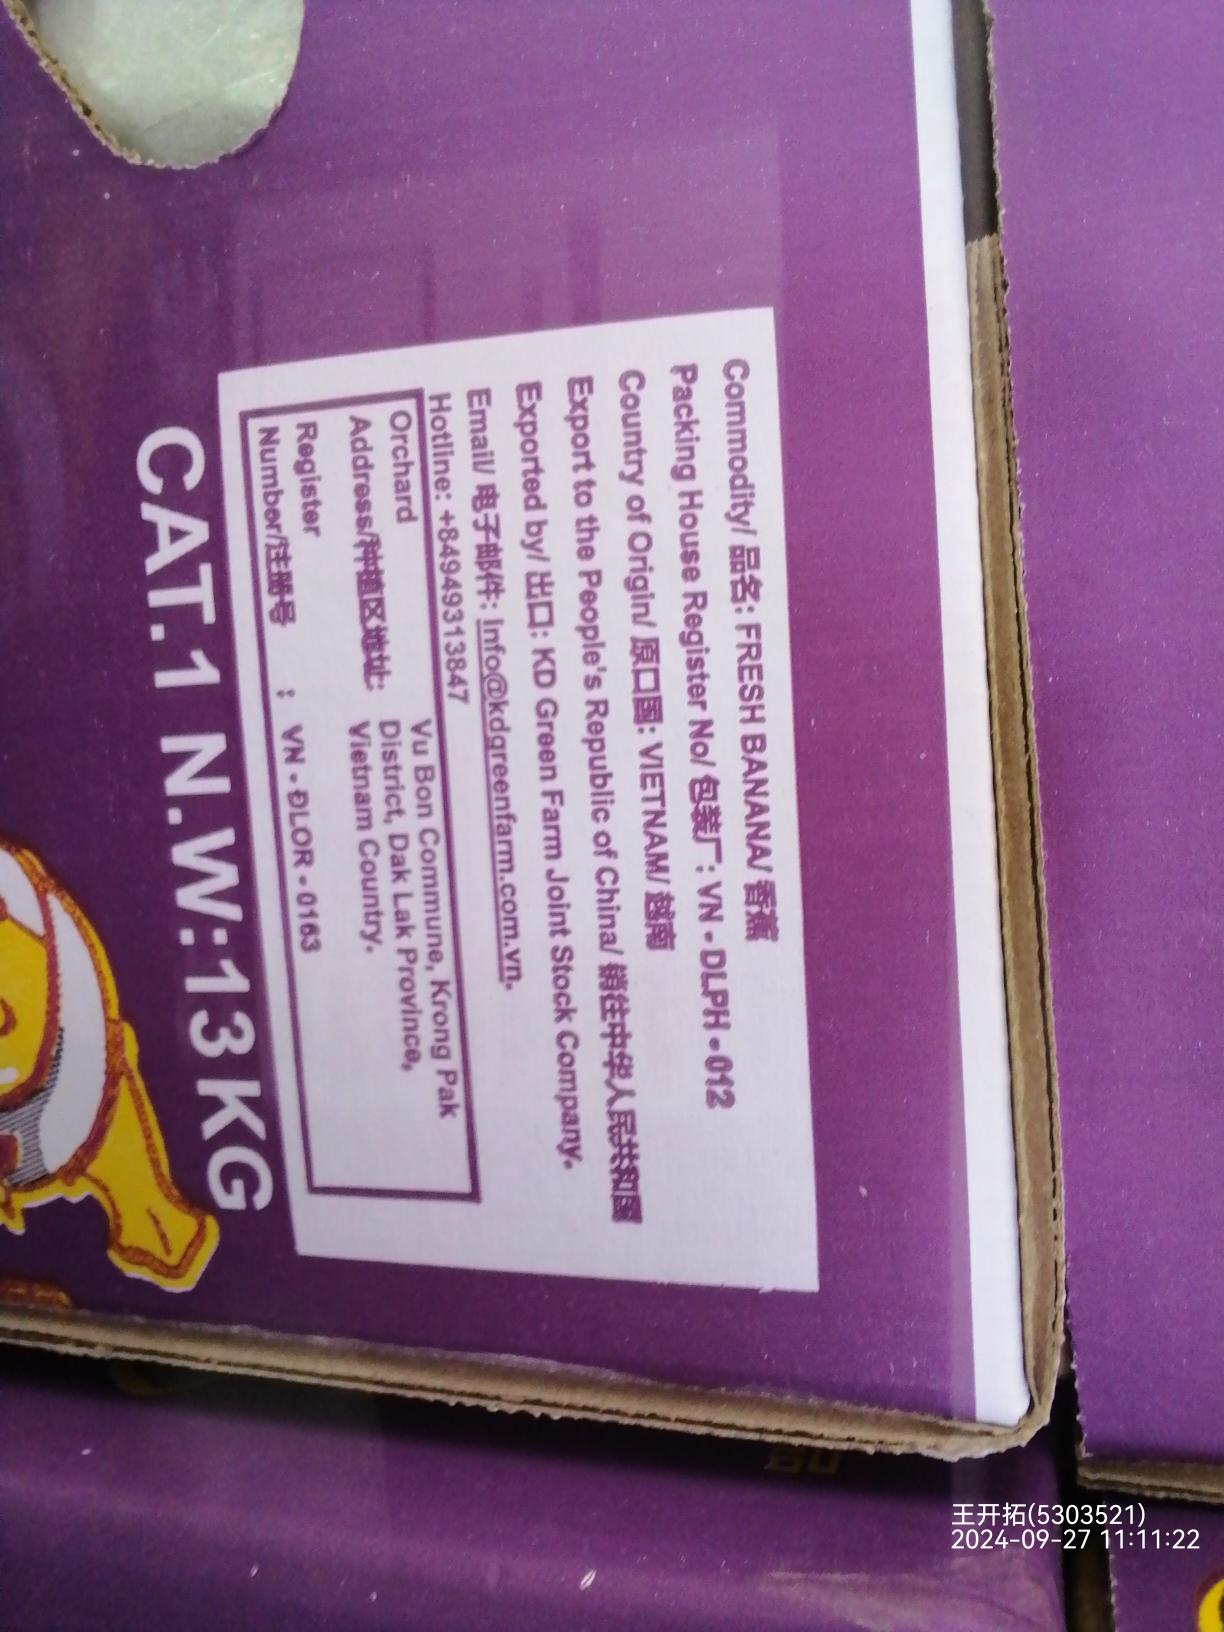 Commodity/ 品名: FRESH BANANA/ 香蕉
Packing House Register No/ 包装厂: VN - DLPH - 012
Country of Origin/ 原口国: VIETNAM/ 越南
Export to the People's Republic of China/ 销往中华人民共和国
Exported by/ 出口: KD Green Farm Joint Stock Company.
Email/ 电子邮件: Info@kdgreenfarm.com.vn.
Hotline: +84949313847
Orchard
Address/种植区地址:
Vu Bon Commune, Krong Pak
District, Dak Lak Province,
Vietnam Country.
Register
Number/注册号 : VN - ĐLOR - 0163
CAT.1 N.W:13 KG
王开拓(5303521)
2024-09-27 11:11:22